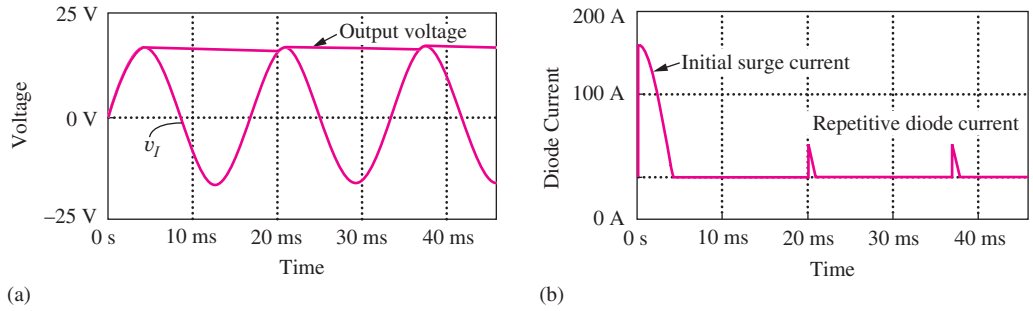 25 V
Output voltage
Voltage
0 V
v_I
–25 V
0 s
10 ms
20 ms
30 ms
40 ms
Time
(a)
200 A
Initial surge current
100 A
Diode Current
Repetitive diode current
0 A
0 s
10 ms
20 ms
30 ms
40 ms
Time
(b)